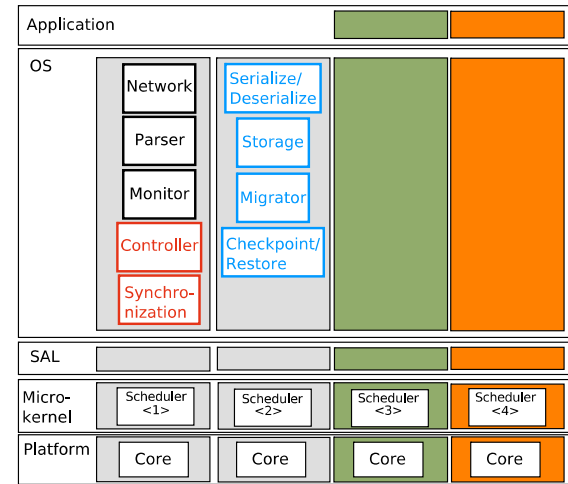 Application
OS
Network
Parser
Monitor
Controller
Synchro-
nization
Serialize/
Deserialize
Storage
Migrator
Checkpoint/
Restore
SAL
Micro-
kernel
Scheduler
<1>
Scheduler
<2>
Scheduler
<3>
Scheduler
<4>
Platform
Core
Core
Core
Core